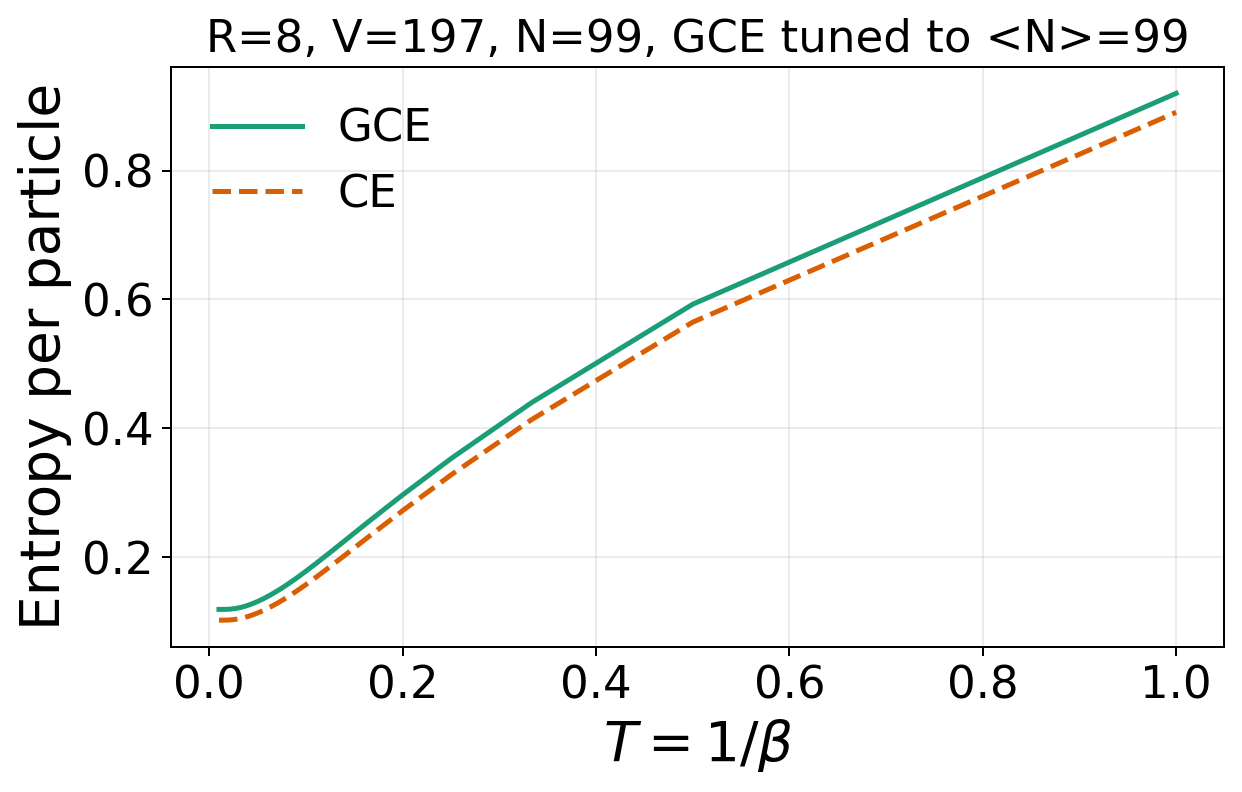 R=8, V=197, N=99, GCE tuned to <N>=99
GCE
CE
Entropy per particle
0.8
0.6
0.4
0.2
0.0 0.2 0.4 0.6 0.8 1.0
T = 1/β